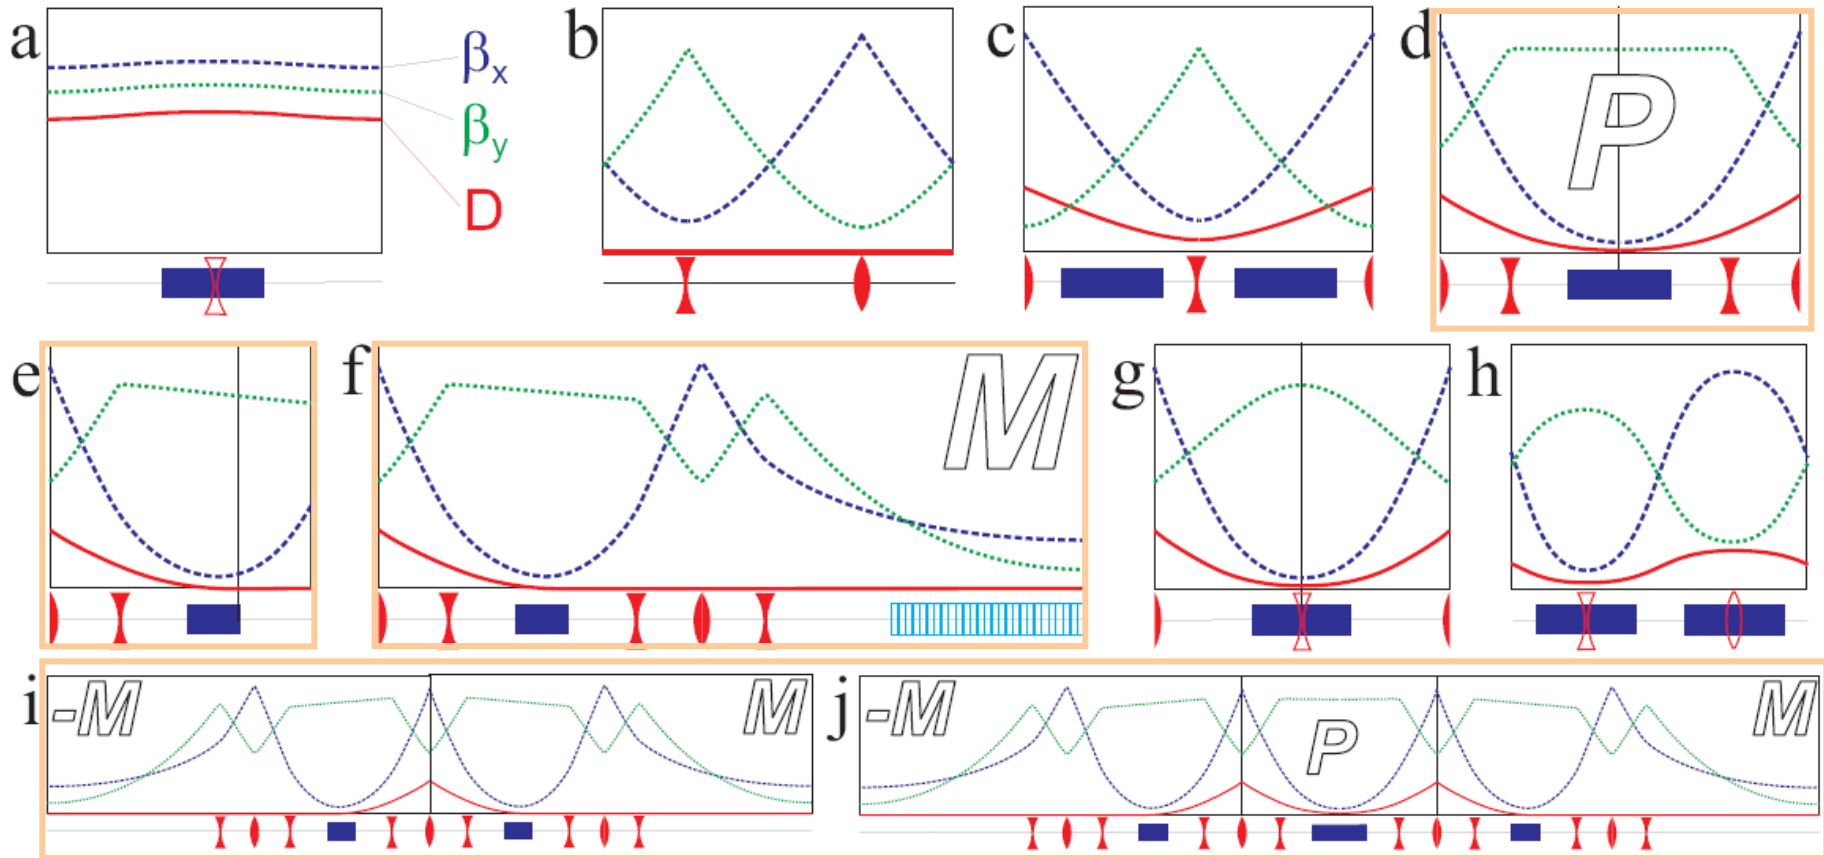 a βx βy D
b
c
d P
e
f M
g
h
i -M M
j -M P M